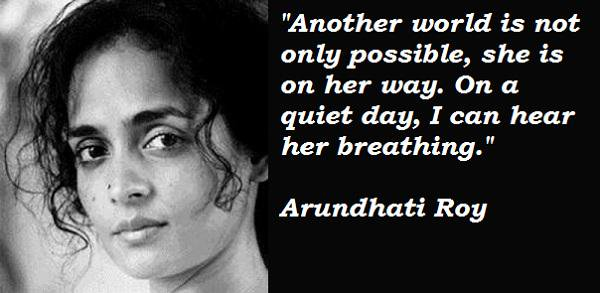 "Another world is not
only possible, she is
on her way. On a
quiet day, I can hear
her breathing."
Arundhati Roy